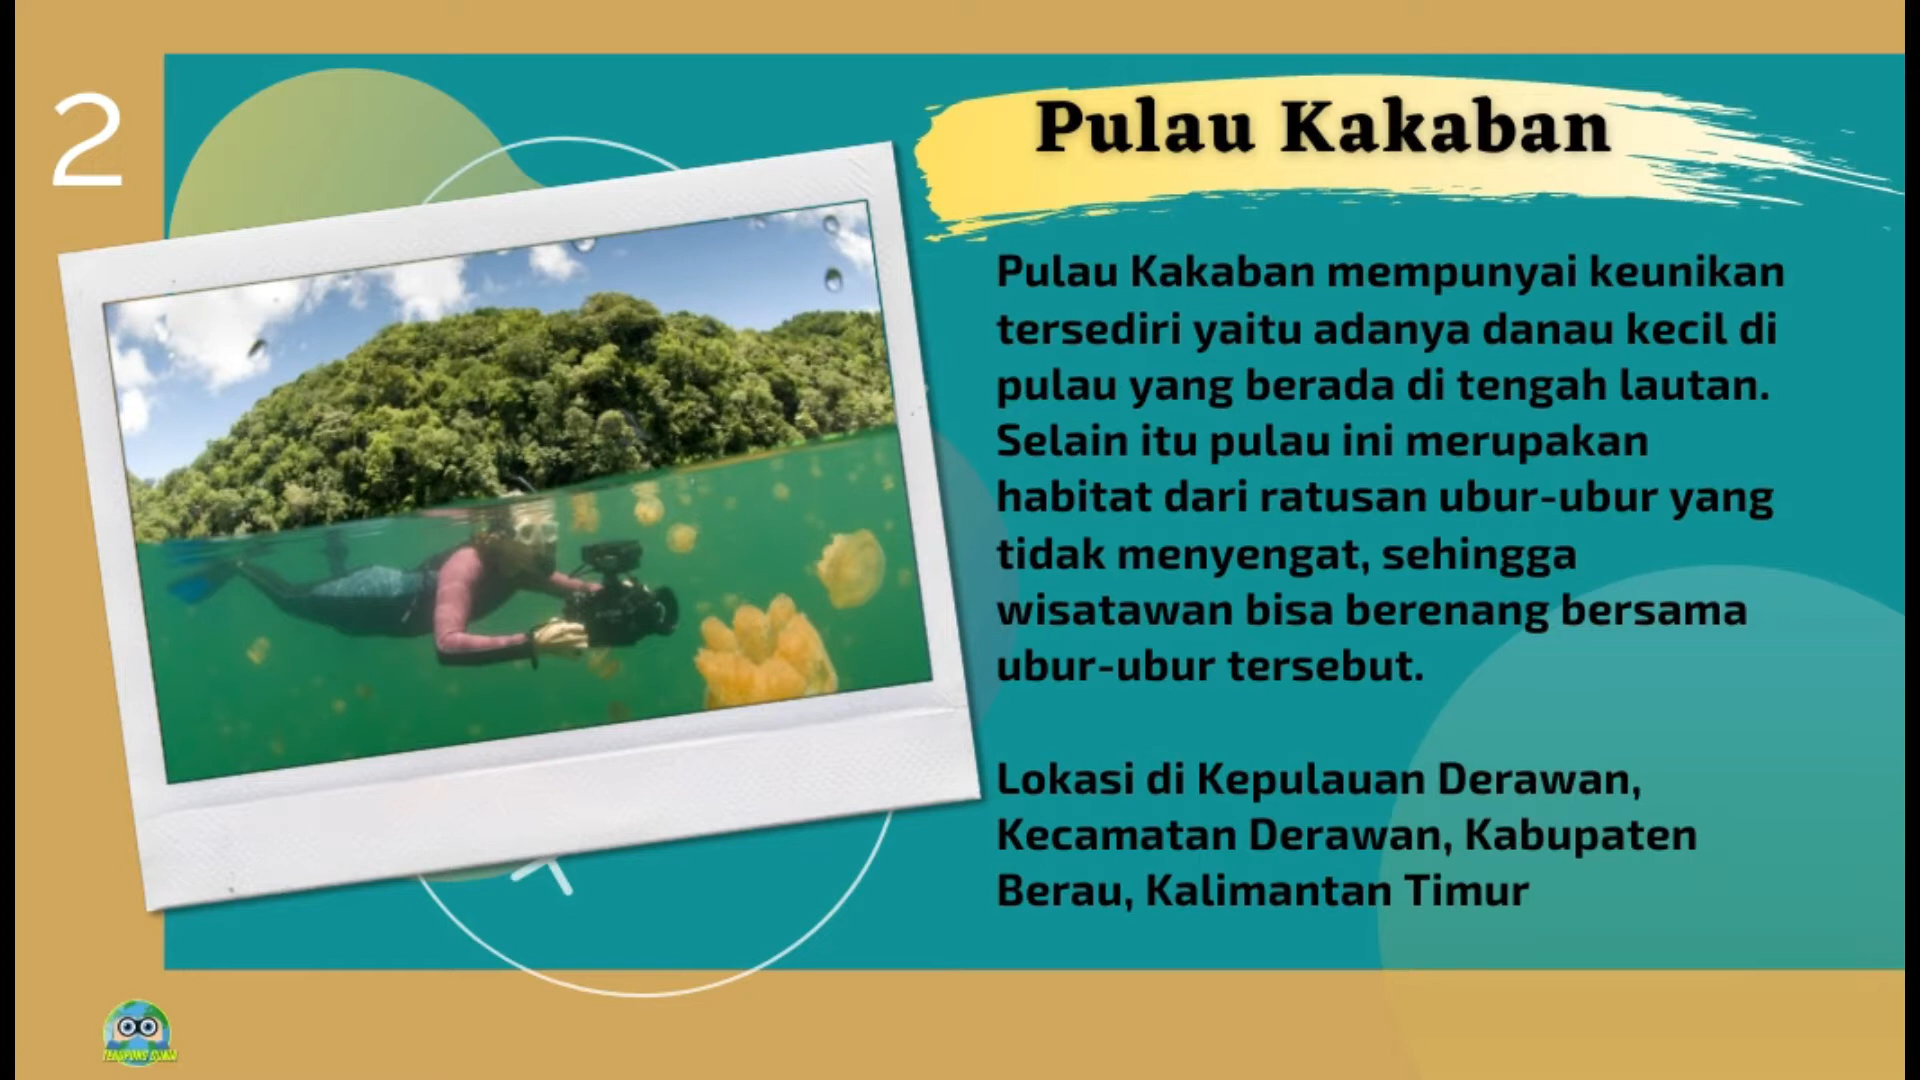 2
Pulau Kakaban
Pulau Kakaban mempunyai keunikan
tersediri yaitu adanya danau kecil di
pulau yang berada di tengah lautan.
Selain itu pulau ini merupakan
habitat dari ratusan ubur-ubur yang
tidak menyengat, sehingga
wisatawan bisa berenang bersama
ubur-ubur tersebut.
Lokasi di Kepulauan Derawan,
Kecamatan Derawan, Kabupaten
Berau, Kalimantan Timur